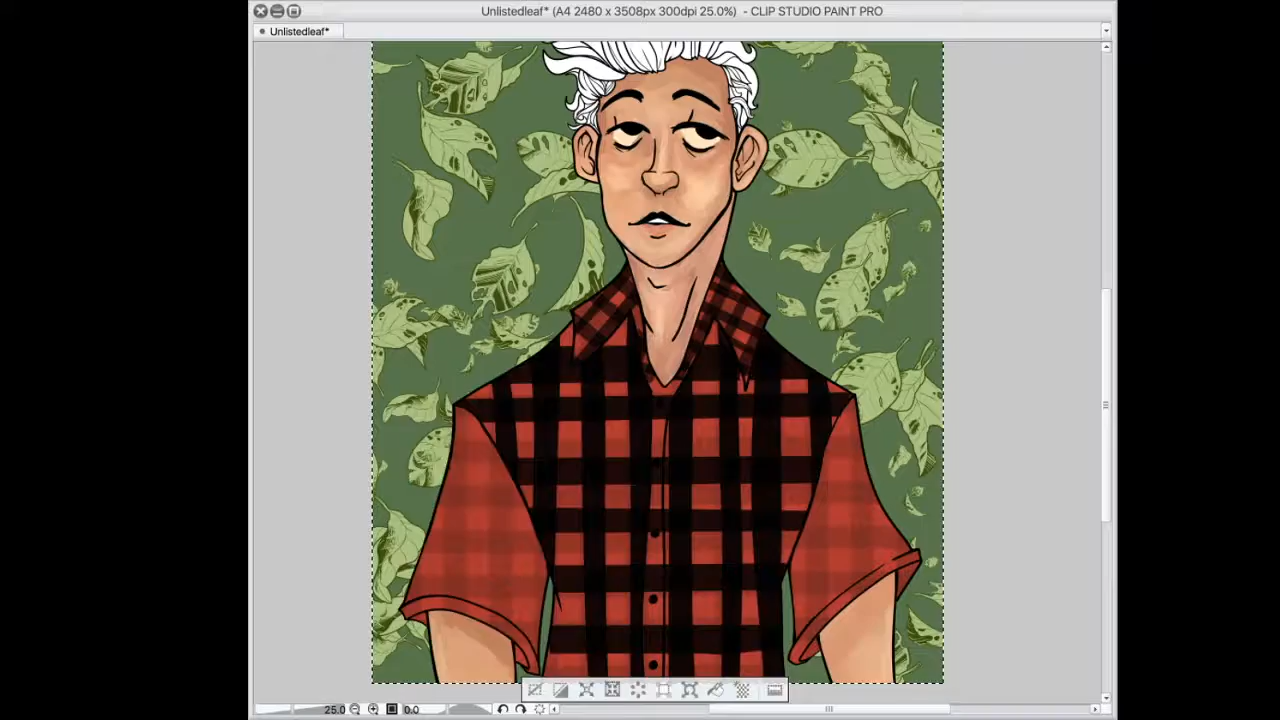 Unlistedleaf* (A4 2480 x 3508px 300dpi 25.0%) - CLIP STUDIO PAINT PRO
Unlistedleaf*
25.0
0.0